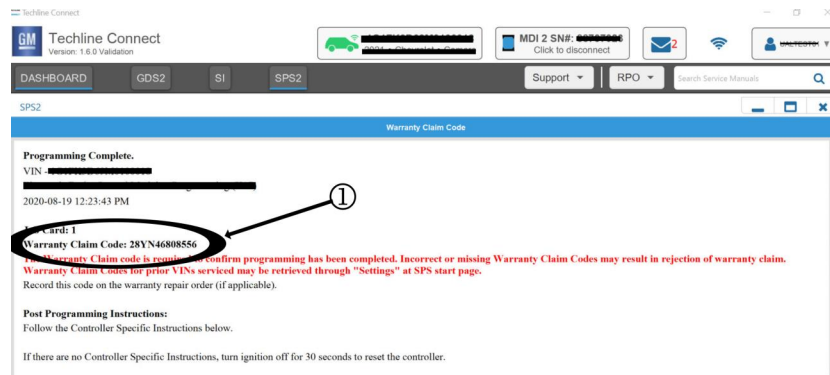 Techline Connect
GM
Techline Connect
Version: 1.6.0 Validation
MDI 2 SN#:
Click to disconnect
2
DASHBOARD GDS2 SI SPS2 Support RPO Search Service Manuals
SPS2
Warranty Claim Code
Programming Complete.
VIN -
2020-08-19 12:23:43 PM
①
Card: 1
Warranty Claim Code: 28YN46808556
The Warranty Claim code is required to confirm programming has been completed. Incorrect or missing Warranty Claim Codes may result in rejection of warranty claim.
Warranty Claim Codes for prior VINs serviced may be retrieved through "Settings" at SPS start page.
Record this code on the warranty repair order (if applicable).
Post Programming Instructions:
Follow the Controller Specific Instructions below.
If there are no Controller Specific Instructions, turn ignition off for 30 seconds to reset the controller.